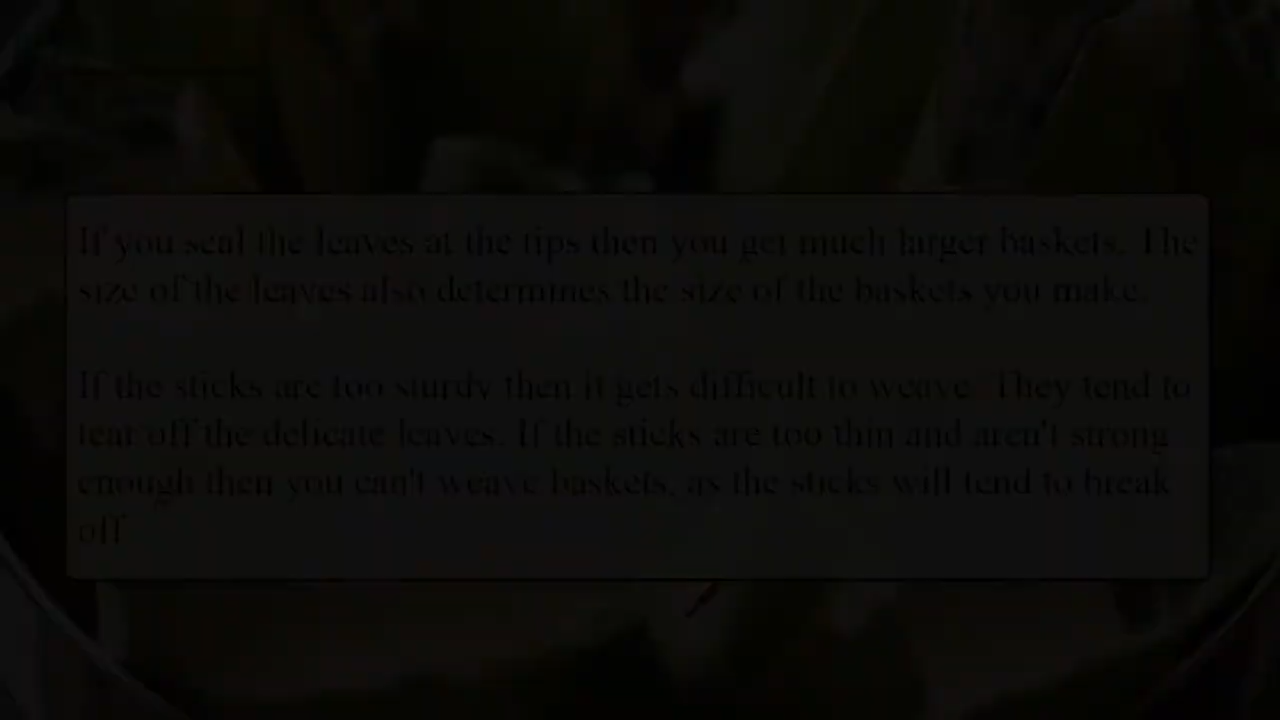 If you seal the leaves at the tips then you get much larger baskets. The
size of the leaves also determines the size of the baskets you make.
If the sticks are too sturdy then it gets difficult to weave. They tend to
tear off the delicate leaves. If the sticks are too thin and aren't strong
enough then you can't weave baskets, as the sticks will tend to break
off